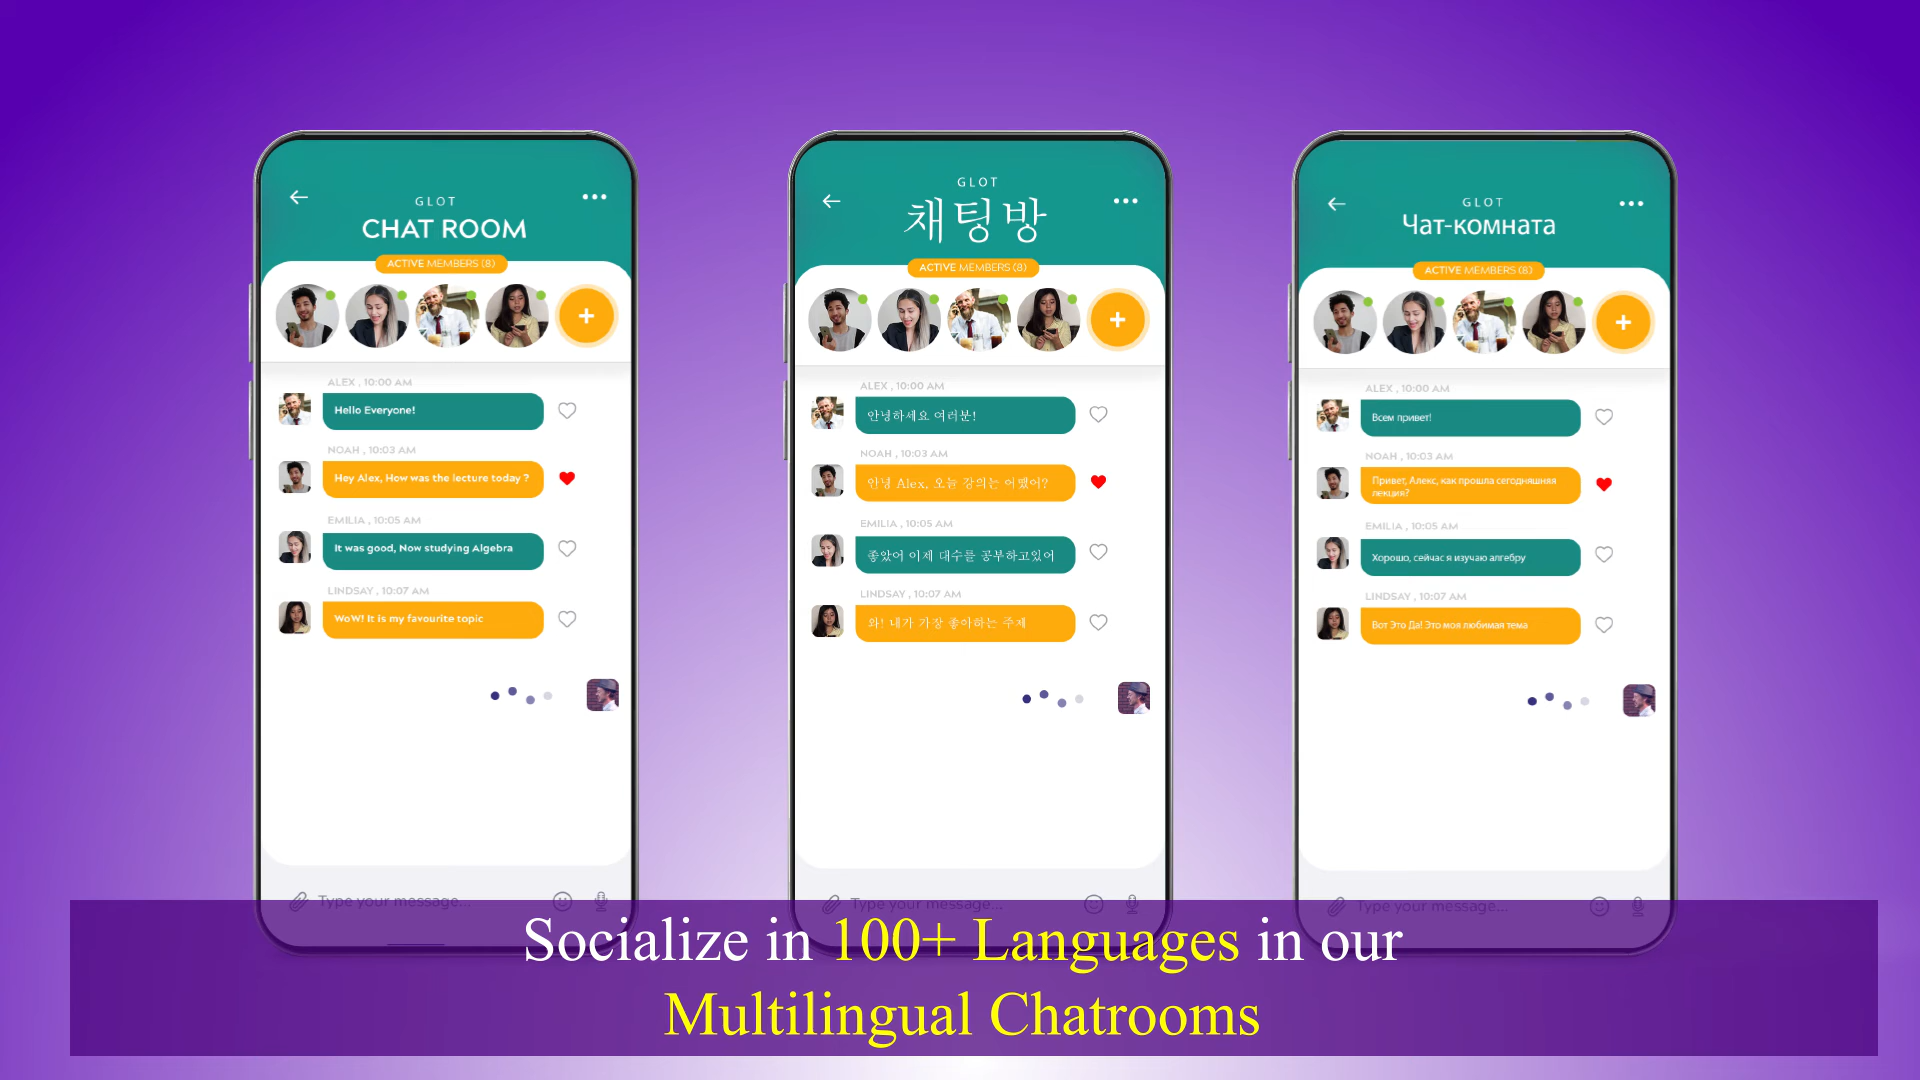 GLOT
CHAT ROOM
ACTIVE MEMBERS (8)
ALEX , 10:00 AM
Hello Everyone!
NOAH , 10:03 AM
Hey Alex, How was the lecture today ?
EMILIA , 10:05 AM
It was good, Now studying Algebra
LINDSAY , 10:07 AM
WoW! It is my favourite topic
Type your message...
GLOT
채팅방
ACTIVE MEMBERS (8)
ALEX , 10:00 AM
안녕하세요 여러분!
NOAH , 10:03 AM
안녕 Alex, 오늘 강의는 어땠어?
EMILIA , 10:05 AM
좋았어 이제 대수를 공부하고있어
LINDSAY , 10:07 AM
와! 내가 가장 좋아하는 주제
Type your message...
GLOT
Чат-комната
ACTIVE MEMBERS (8)
ALEX , 10:00 AM
Всем привет!
NOAH , 10:03 AM
Привет, Алекс, как прошла сегодняшняя
лекция?
EMILIA , 10:05 AM
Хорошо, сейчас я изучаю алгебру
LINDSAY , 10:07 AM
Вот Это Да! Это моя любимая тема
Type your message...
Socialize in 100+ Languages in our
Multilingual Chatrooms